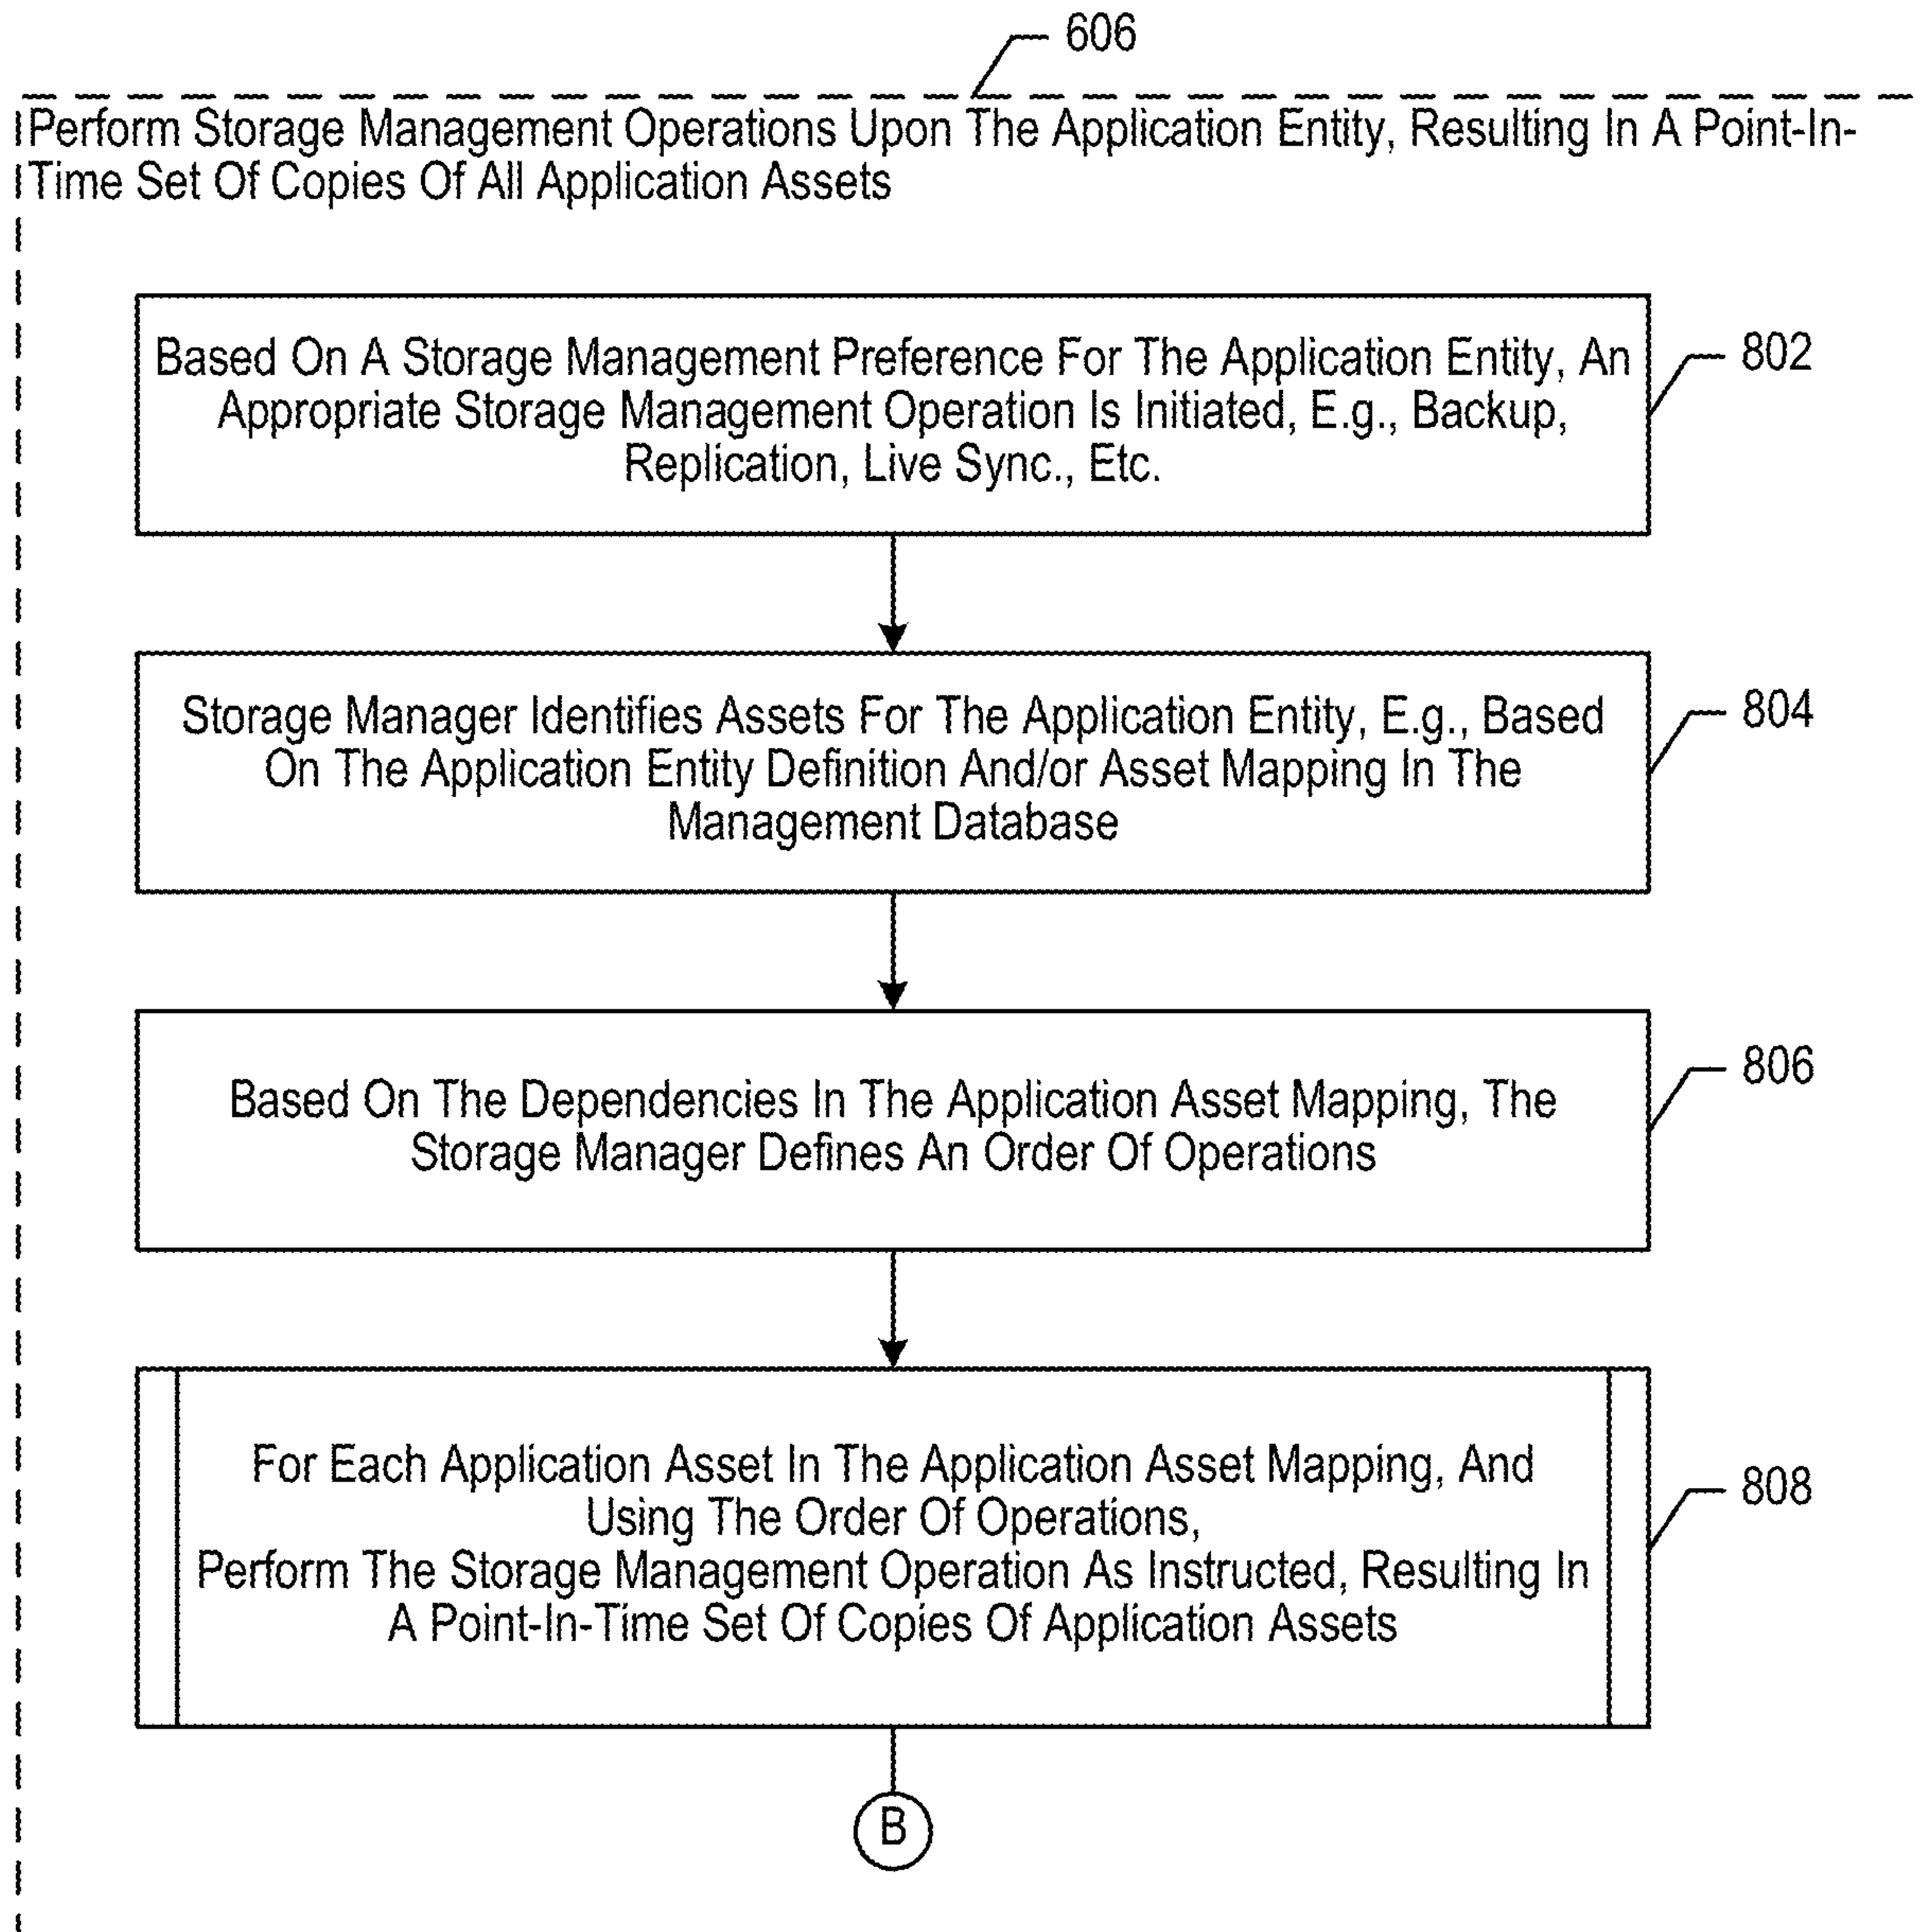 606
Perform Storage Management Operations Upon The Application Entity, Resulting In A Point-In-
Time Set Of Copies Of All Application Assets
Based On A Storage Management Preference For The Application Entity, An
Appropriate Storage Management Operation Is Initiated, E.g., Backup,
Replication, Live Sync., Etc.
802
Storage Manager Identifies Assets For The Application Entity, E.g., Based
On The Application Entity Definition And/or Asset Mapping In The
Management Database
804
Based On The Dependencies In The Application Asset Mapping, The
Storage Manager Defines An Order Of Operations
806
For Each Application Asset In The Application Asset Mapping, And
Using The Order Of Operations,
Perform The Storage Management Operation As Instructed, Resulting In
A Point-In-Time Set Of Copies Of Application Assets
808
B